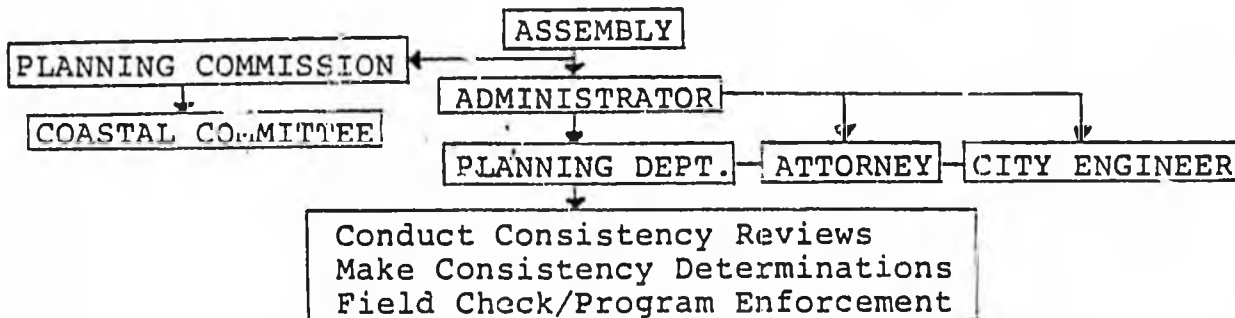 ASSEMBLY
PLANNING COMMISSION
ADMINISTRATOR
COASTAL COMMITTEE
PLANNING DEPT. ATTORNEY CITY ENGINEER
Conduct Consistency Reviews
Make Consistency Determinations
Field Check/Program Enforcement